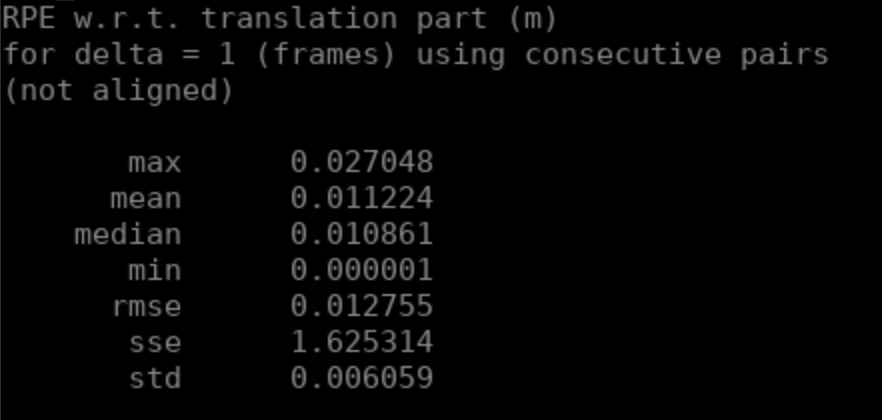 RPE w.r.t. translation part (m)
for delta = 1 (frames) using consecutive pairs
(not aligned)
max 0.027048
mean 0.011224
median 0.010861
min 0.000001
rmse 0.012755
sse 1.625314
std 0.006059